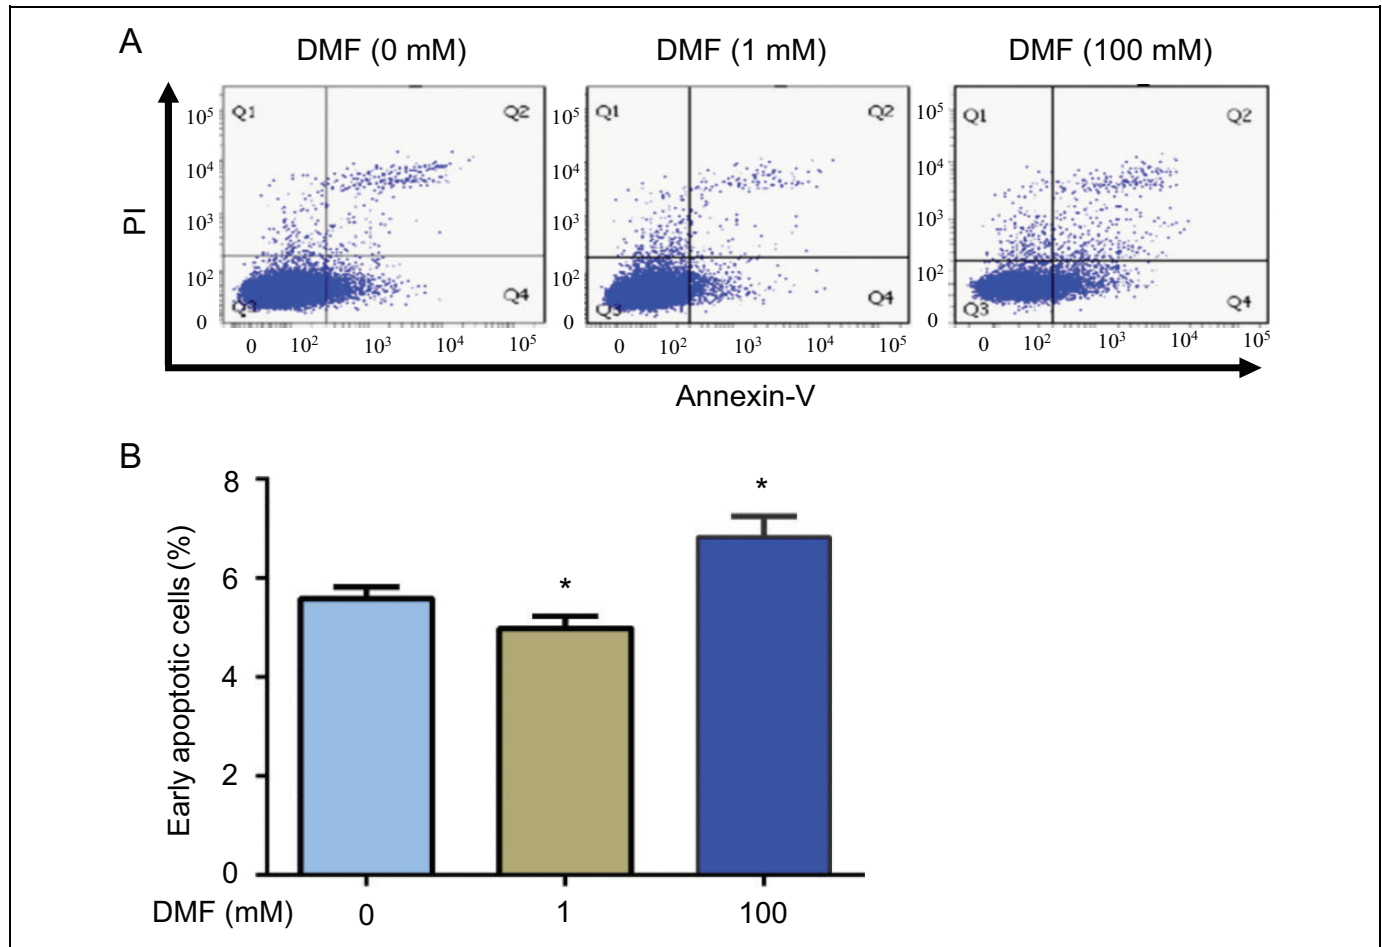 A
DMF (0 mM) DMF (1 mM) DMF (100 mM)
PI
10⁵ Q1 Q2
10⁴
10³
10² Q3 Q4
0
0 10² 10³ 10⁴ 10⁵
10⁵ Q1 Q2
10⁴
10³
10² Q3 Q4
0
0 10² 10³ 10⁴ 10⁵
10⁵ Q1 Q2
10⁴
10³
10² Q3 Q4
0
0 10² 10³ 10⁴ 10⁵
Annexin-V
B
Early apoptotic cells (%)
8
6
4
2
0
* *
DMF (mM) 0 1 100